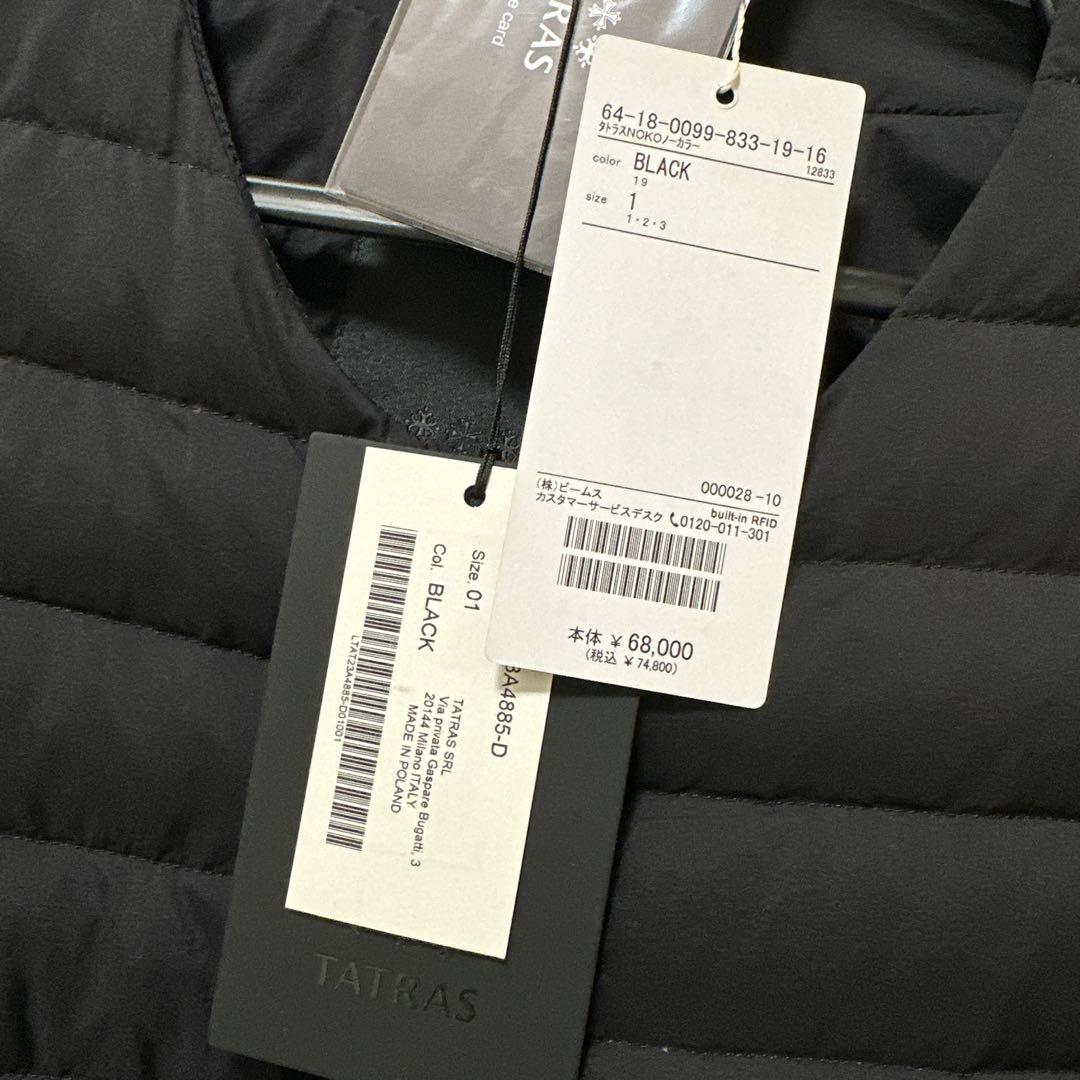 RAS
e card
64-18-0099-833-19-16
タトラスNOKOノーカラー
12833
color BLACK
19
size 1
1・2・3
000028-10
built-in RFID
(株)ビームス
カスタマーサービスデスク 0120-011-301
本体 ¥ 68,000
(税込 ¥ 74,800)
3A4885-D
Size. 01
Col. BLACK
LTAT23A4885-D01001
TATRAS SRL
Via privata Gaspare Bugatti, 3
20144 Milano ITALY
MADE IN POLAND
TATRAS